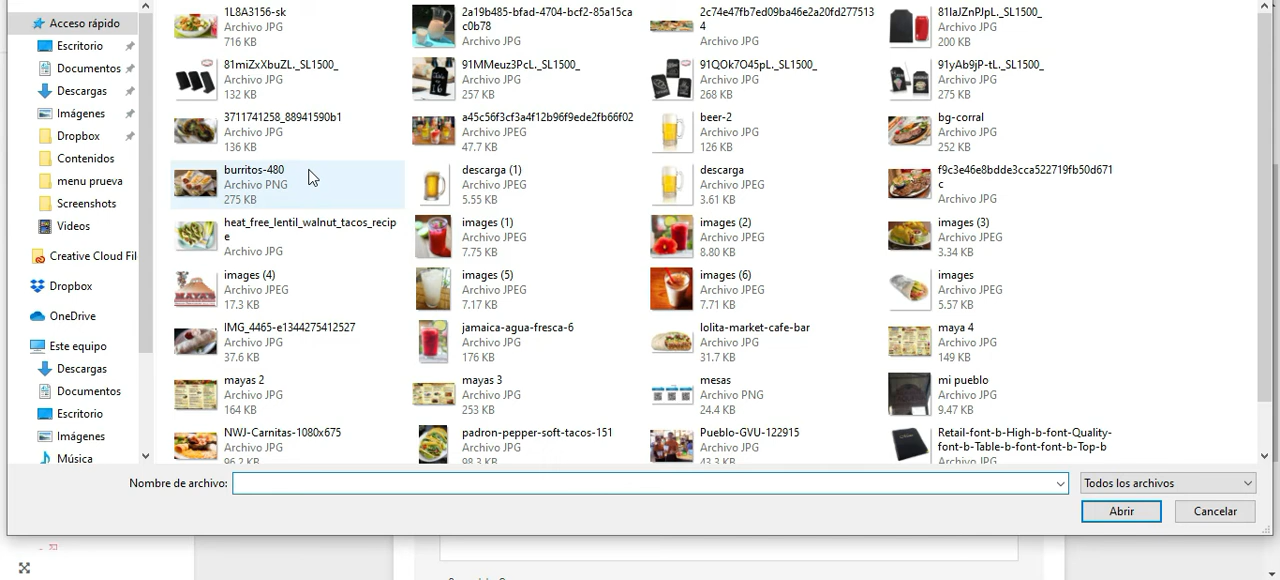 Acceso rápido
Escritorio
Documentos
Descargas
Imágenes
Dropbox
Contenidos
menu prueva
Screenshots
Videos
Creative Cloud Fil
Dropbox
OneDrive
Este equipo
Descargas
Documentos
Escritorio
Imágenes
Música
1L8A3156-sk
Archivo JPG
716 KB
2a19b485-bfad-4704-bcf2-85a15ca
c0b78
Archivo JPG
2c74e47fb7ed09ba46e2a20fd277513
4
Archivo JPG
81IaJZnPJpL._SL1500_
Archivo JPG
200 KB
81miZxXbuZL._SL1500_
Archivo JPG
132 KB
91MMeuz3PcL._SL1500_
Archivo JPG
257 KB
91QOk7Ql5pL._SL1500_
Archivo JPG
268 KB
91yAb9jP-tL._SL1500_
Archivo JPG
275 KB
3711741258_88941590b1
Archivo JPG
136 KB
a45c56f3cf3a4f12b96f9ede2fb66f02
Archivo JPEG
47.7 KB
beer-2
Archivo JPG
126 KB
bg-corral
Archivo JPG
252 KB
burritos-480
Archivo PNG
275 KB
descarga (1)
Archivo JPEG
5.55 KB
descarga
Archivo JPEG
3.61 KB
f9c3e46e8bdde3cca522719fb50d671
c
Archivo JPG
heat_free_lentil_walnut_tacos_recip
e
Archivo JPG
images (1)
Archivo JPEG
7.75 KB
images (2)
Archivo JPEG
8.80 KB
images (3)
Archivo JPEG
3.34 KB
images (4)
Archivo JPEG
17.3 KB
images (5)
Archivo JPEG
7.17 KB
images (6)
Archivo JPEG
7.71 KB
images
Archivo JPEG
5.57 KB
IMG_4465-e1344275412527
Archivo JPG
37.6 KB
jamaica-agua-fresca-6
Archivo JPG
176 KB
lolita-market-cafe-bar
Archivo JPG
31.7 KB
maya 4
Archivo JPG
149 KB
mayas 2
Archivo JPG
164 KB
mayas 3
Archivo JPG
253 KB
mesas
Archivo PNG
24.4 KB
mi pueblo
Archivo JPG
9.47 KB
NWJ-Carnitas-1080x675
Archivo JPG
96.2 KB
padron-pepper-soft-tacos-151
Archivo JPG
98.3 KB
Pueblo-GVU-122915
Archivo JPG
43.3 KB
Retail-font-b-High-b-font-Quality-
font-b-Table-b-font-font-b-Top-b
Archivo JPG
Nombre de archivo:
Todos los archivos
Abrir
Cancelar